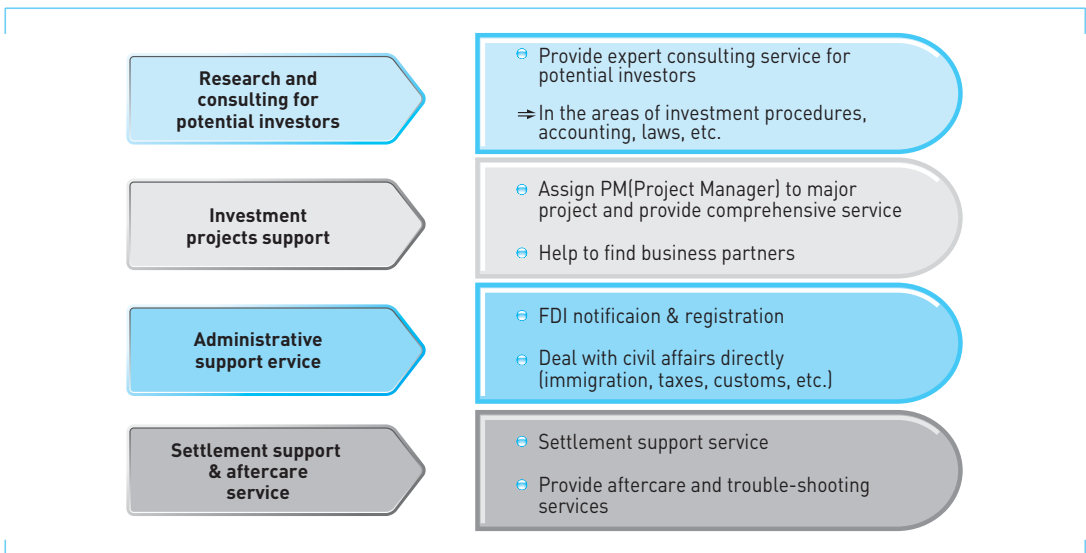 Research and
consulting for
potential investors
Provide expert consulting service for
potential investors
⇒ In the areas of investment procedures,
accounting, laws, etc.
Investment
projects support
Assign PM(Project Manager) to major
project and provide comprehensive service
Help to find business partners
Administrative
support ervice
FDI notificaion & registration
Deal with civil affairs directly
(immigration, taxes, customs, etc.)
Settlement support
& aftercare
service
Settlement support service
Provide aftercare and trouble-shooting
services